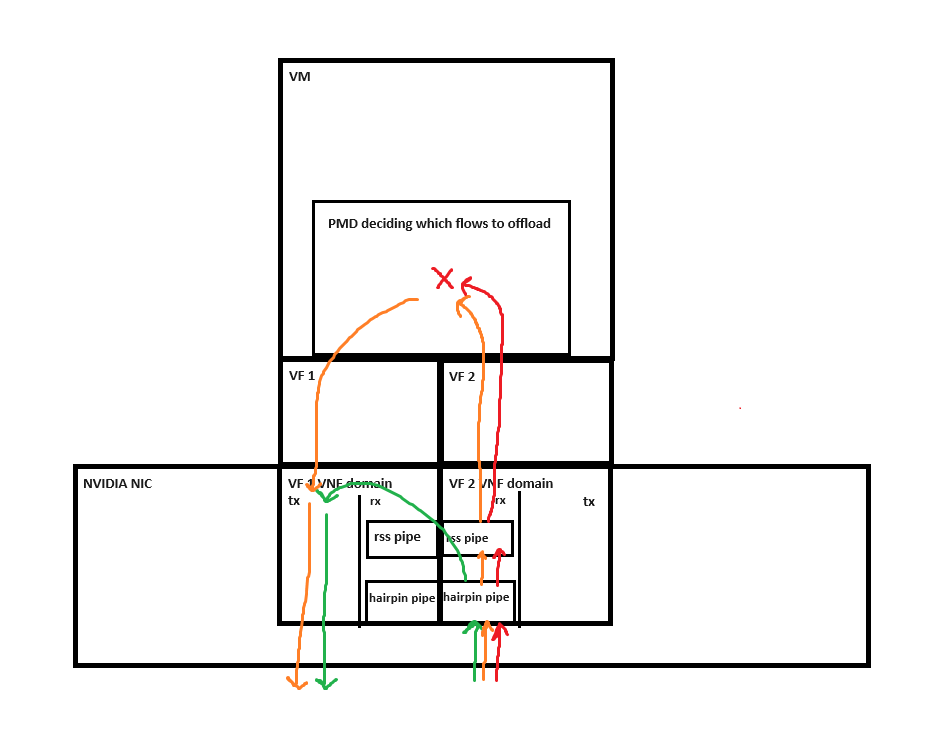 VM
PMD deciding which flows to offload
VF 1
VF 2
NVIDIA NIC
VF 1 VNF domain
VF 2 VNF domain
tx
rx
rx
tx
rss pipe
rss pipe
hairpin pipe
hairpin pipe